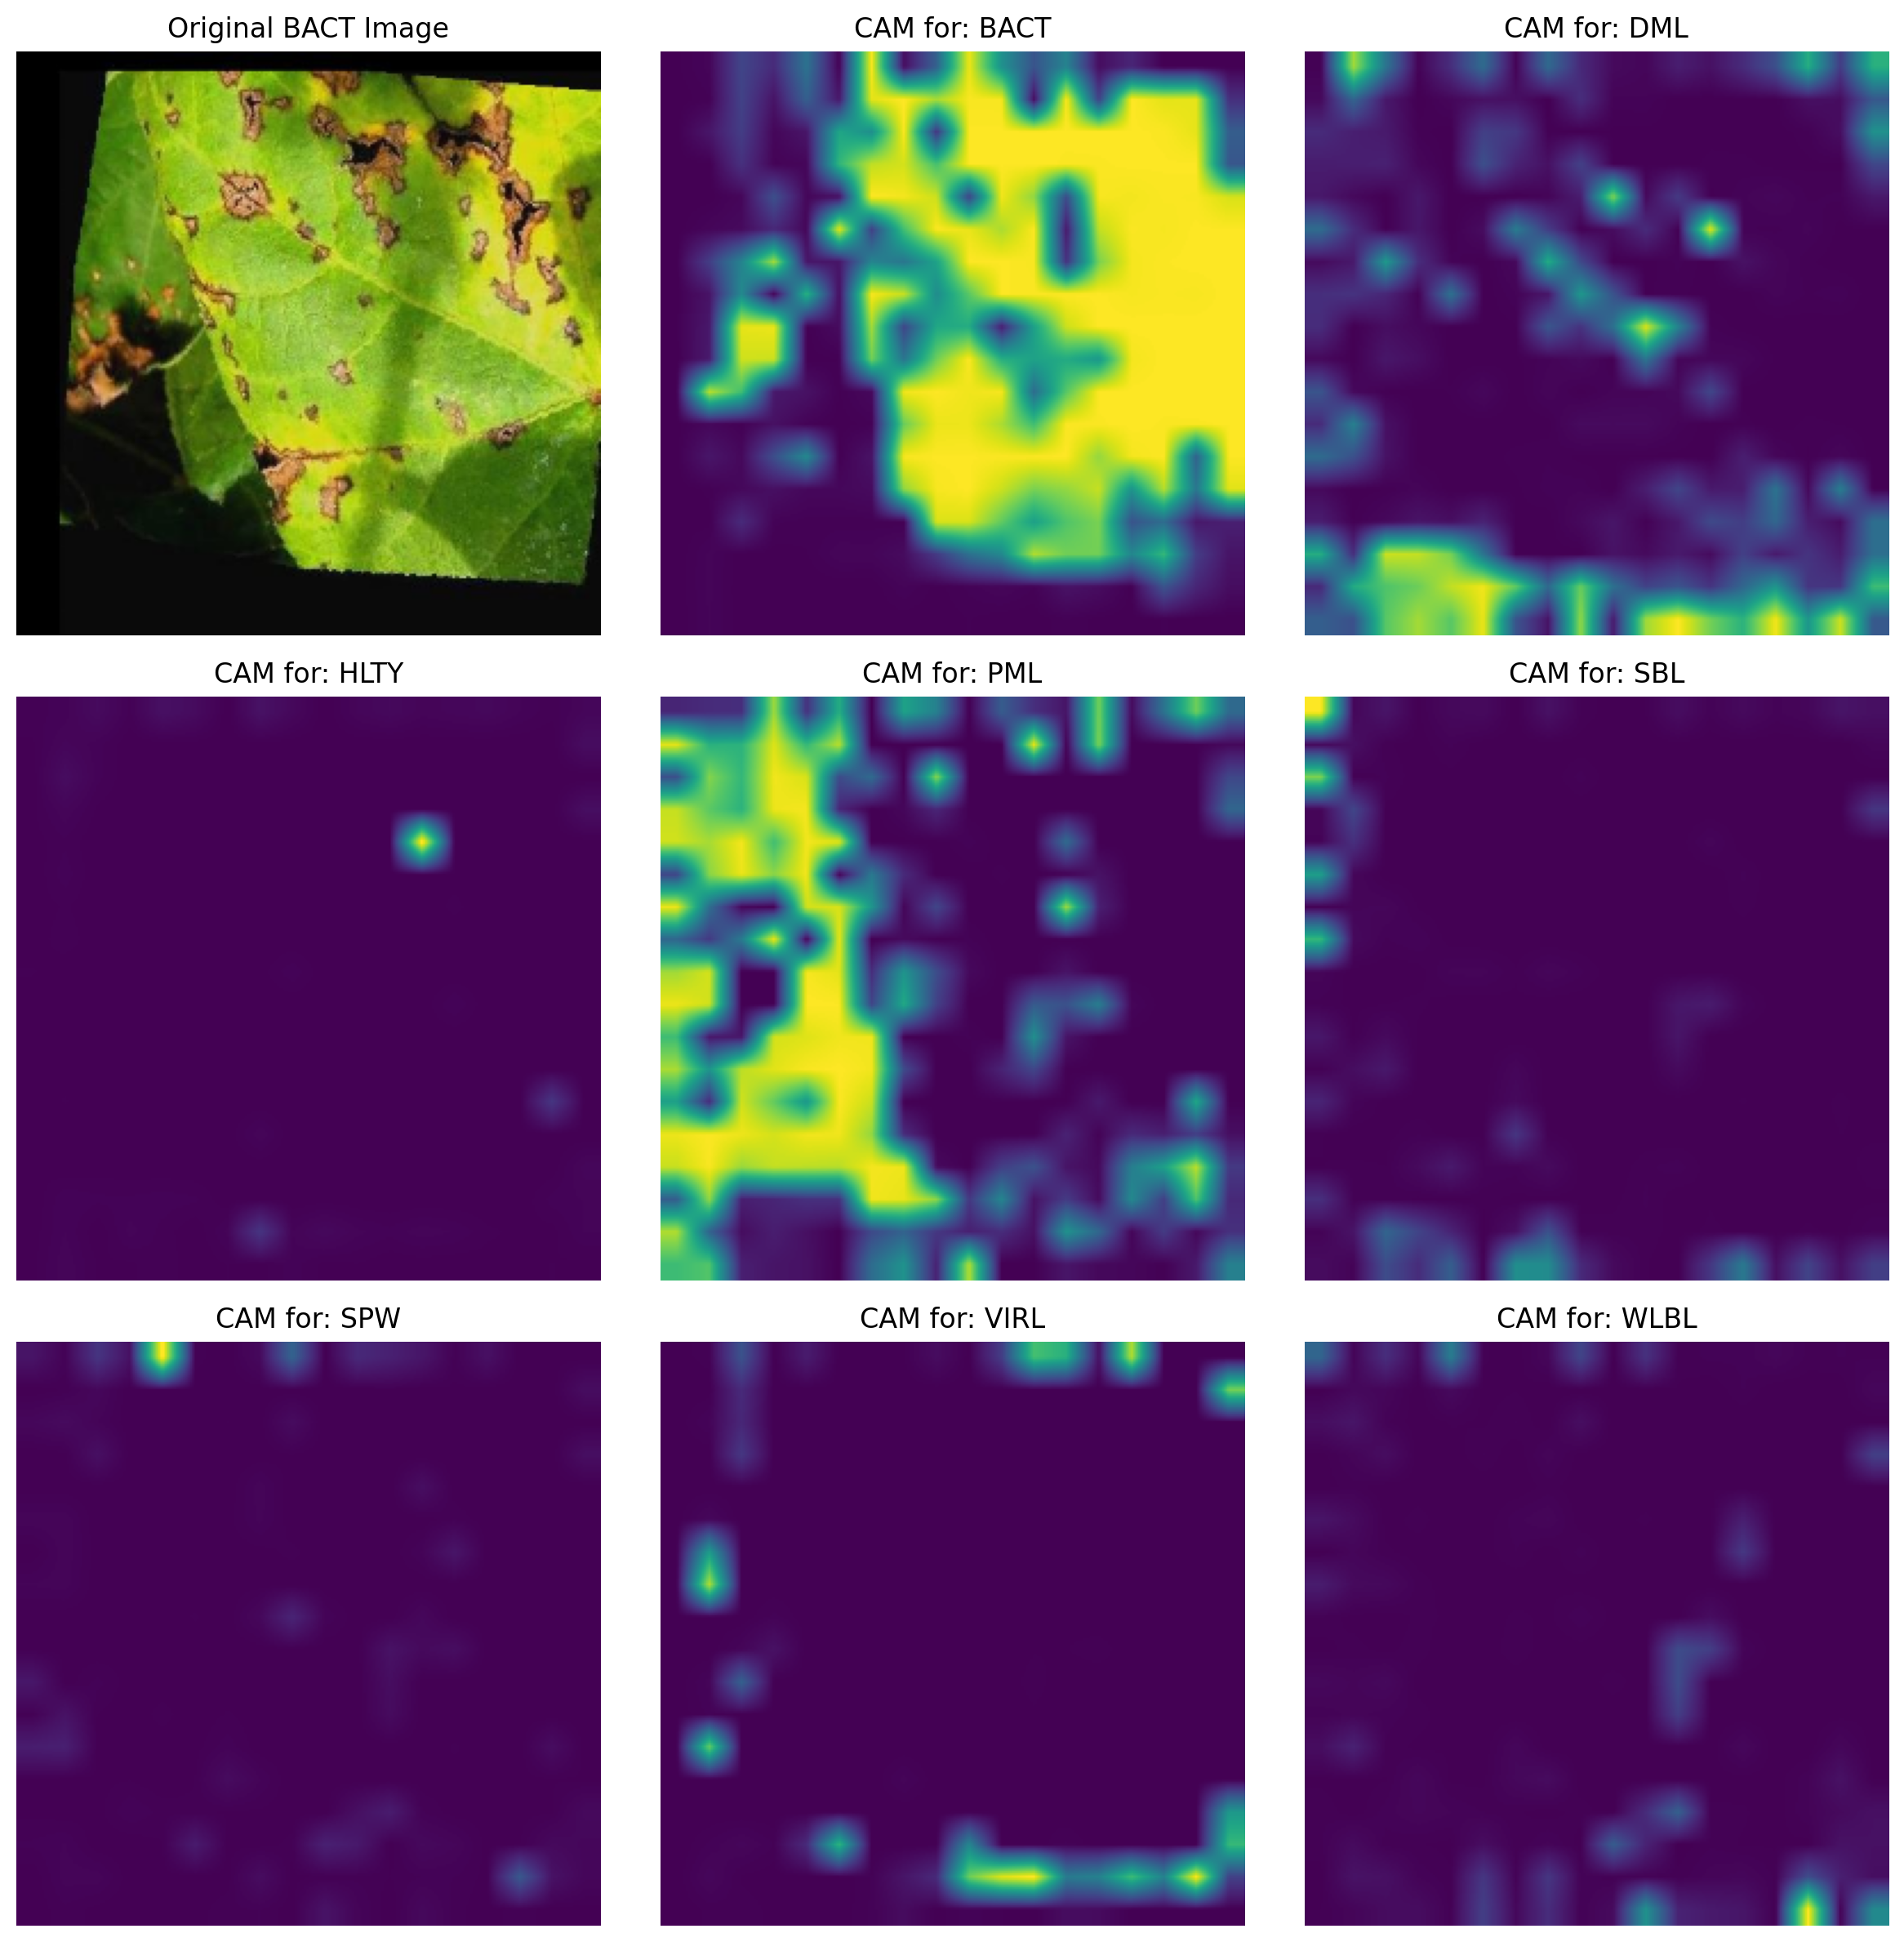 Original BACT Image
CAM for: BACT
CAM for: DML
CAM for: HLTY
CAM for: PML
CAM for: SBL
CAM for: SPW
CAM for: VIRL
CAM for: WLBL